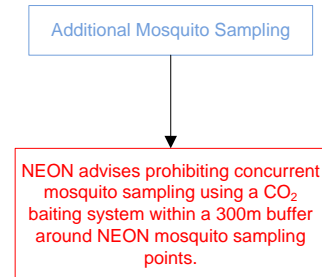 Additional Mosquito Sampling
NEON advises prohibiting concurrent
mosquito sampling using a CO₂
baiting system within a 300m buffer
around NEON mosquito sampling
points.